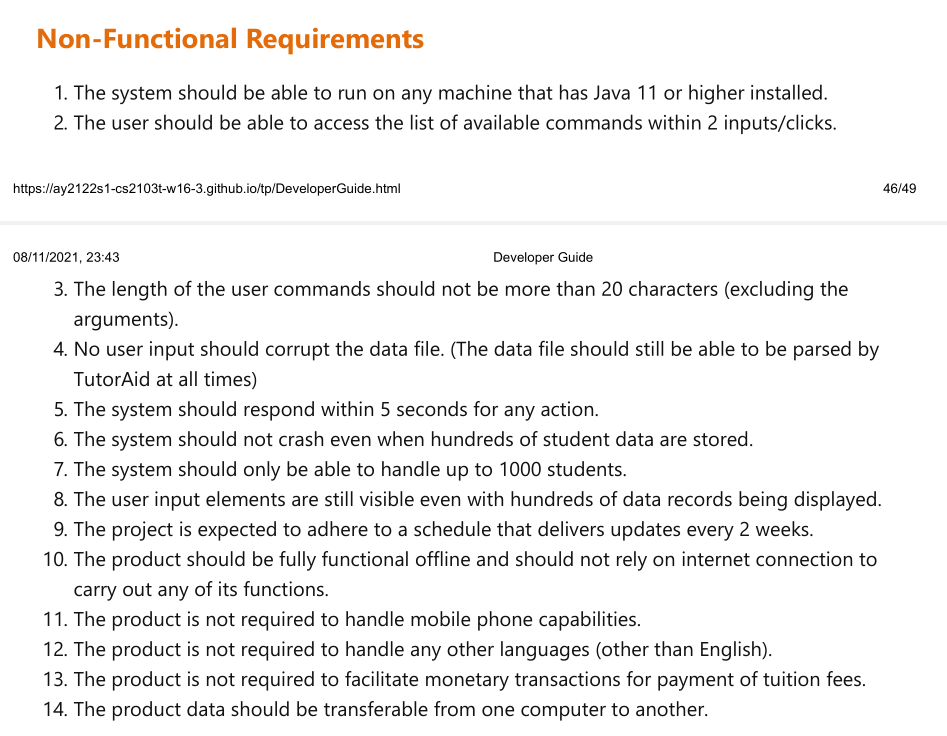 Non-Functional Requirements
1. The system should be able to run on any machine that has Java 11 or higher installed.
2. The user should be able to access the list of available commands within 2 inputs/clicks.
https://ay2122s1-cs2103t-w16-3.github.io/tp/DeveloperGuide.html 46/49
08/11/2021, 23:43 Developer Guide
3. The length of the user commands should not be more than 20 characters (excluding the
arguments).
4. No user input should corrupt the data file. (The data file should still be able to be parsed by
TutorAid at all times)
5. The system should respond within 5 seconds for any action.
6. The system should not crash even when hundreds of student data are stored.
7. The system should only be able to handle up to 1000 students.
8. The user input elements are still visible even with hundreds of data records being displayed.
9. The project is expected to adhere to a schedule that delivers updates every 2 weeks.
10. The product should be fully functional offline and should not rely on internet connection to
carry out any of its functions.
11. The product is not required to handle mobile phone capabilities.
12. The product is not required to handle any other languages (other than English).
13. The product is not required to facilitate monetary transactions for payment of tuition fees.
14. The product data should be transferable from one computer to another.